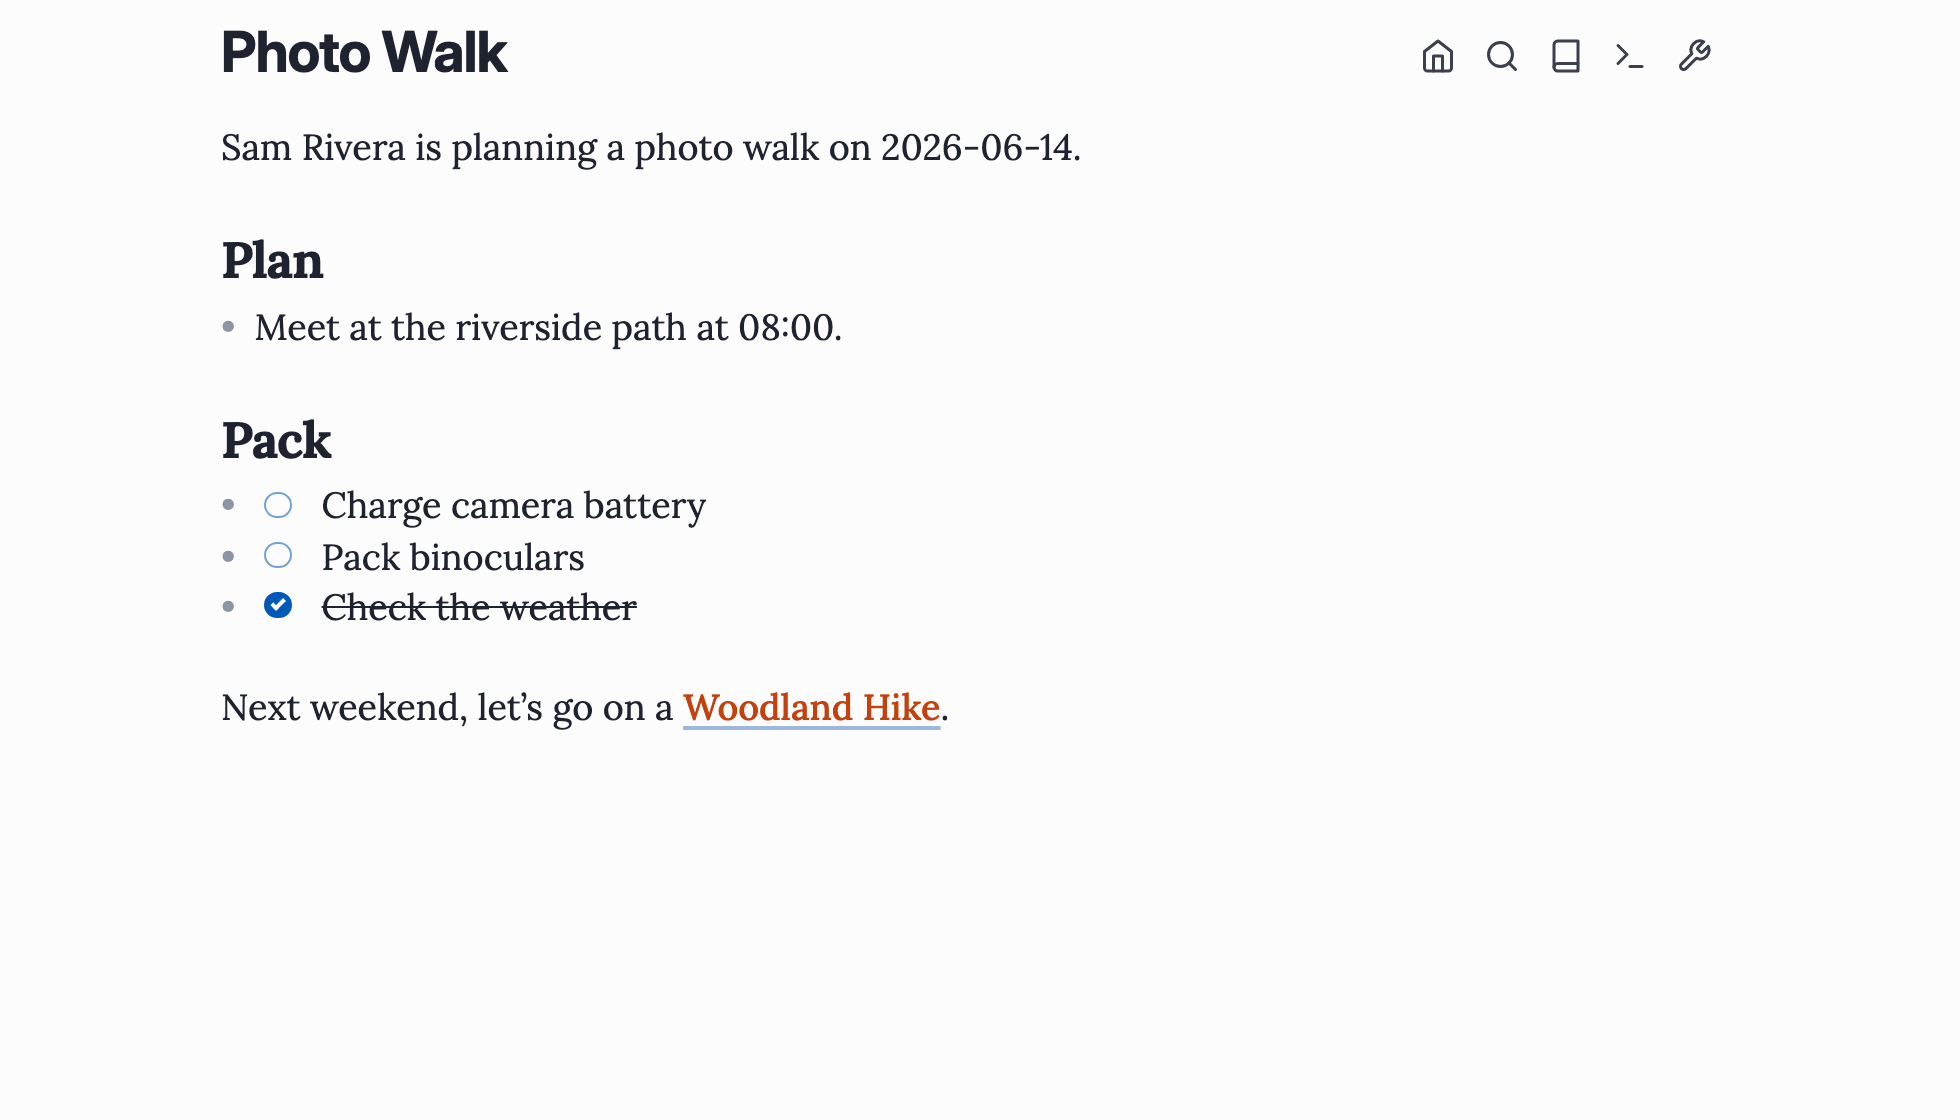 Photo Walk
Sam Rivera is planning a photo walk on 2026-06-14.
Plan
Meet at the riverside path at 08:00.
Pack
Charge camera battery
Pack binoculars
Check the weather
Next weekend, let’s go on a Woodland Hike.